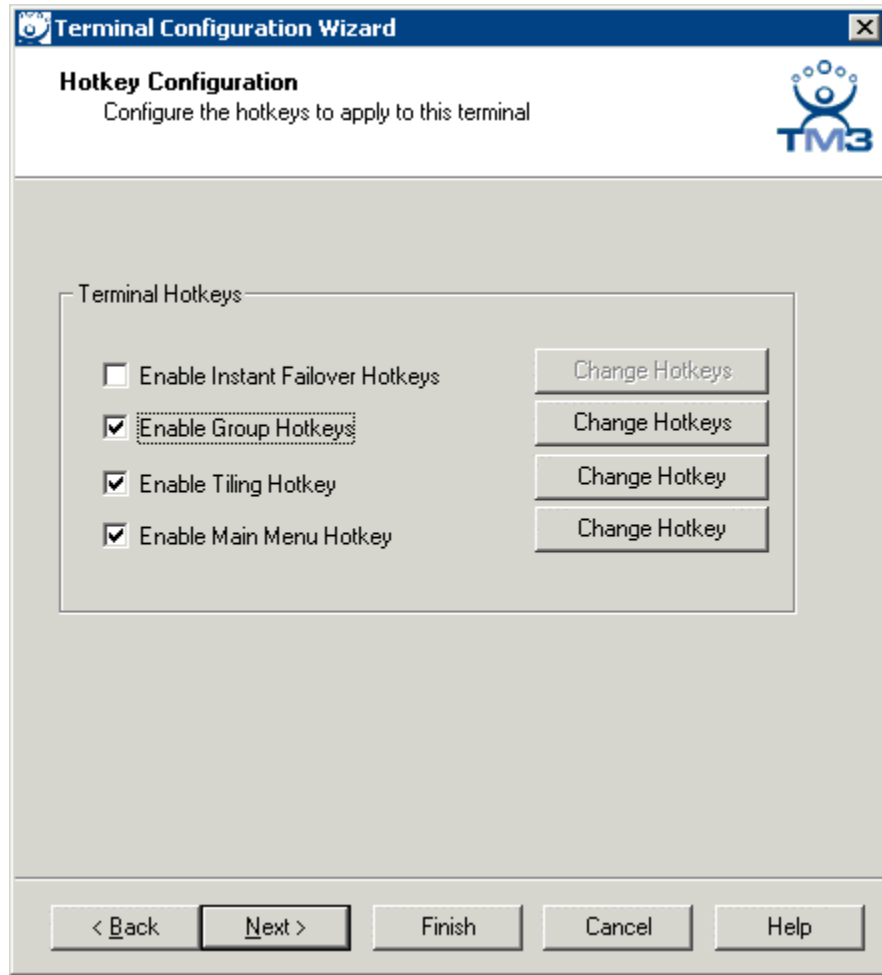 Terminal Configuration Wizard
Hotkey Configuration
Configure the hotkeys to apply to this terminal
TM3
Terminal Hotkeys
Enable Instant Failover Hotkeys
Change Hotkeys
Enable Group Hotkeys
Change Hotkeys
Enable Tiling Hotkey
Change Hotkey
Enable Main Menu Hotkey
Change Hotkey
< Back
Next >
Finish
Cancel
Help